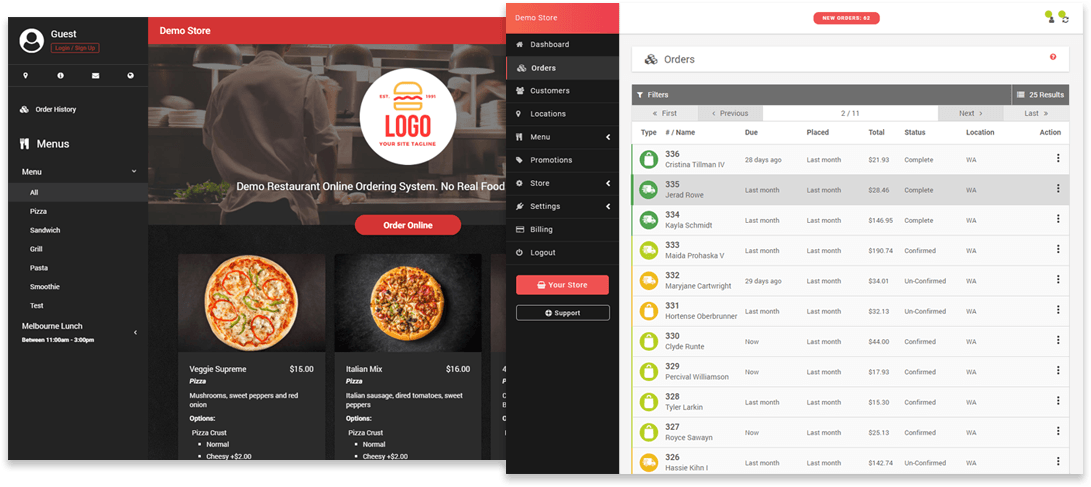 Guest
Login / Sign Up
Order History
Menus
Menu
All
Pizza
Sandwich
Grill
Pasta
Smoothie
Test
Melbourne Lunch
Between 11:00am - 3:00pm
Demo Store
EST. 1891
LOGO
YOUR SITE TAGLINE
Demo Restaurant Online Ordering System. No Real Food
Order Online
Veggie Supreme $15.00
Pizza
Mushrooms, sweet peppers and red
onion
Options:
Pizza Crust
Normal
Cheesy +$2.00
Italian Mix $16.00
Pizza
Italian sausage, dired tomatoes, sweet
peppers
Options:
Pizza Crust
Normal
Cheesy +$2.00
Demo Store
Dashboard
Orders
Customers
Locations
Menu
Promotions
Store
Settings
Billing
Logout
Your Store
Support
NEW ORDERS: 62
Orders
Filters 25 Results
« First ‹ Previous 2 / 11 Next › Last »
Type # / Name Due Placed Total Status Location Action
336
Cristina Tillman IV 28 days ago Last month $21.93 Complete WA
335
Jerad Rowe Last month Last month $28.46 Complete WA
334
Kayla Schmidt Last month Last month $146.95 Complete WA
333
Maida Prohaska V Last month Last month $190.74 Confirmed WA
332
Maryjane Cartwright 29 days ago Last month $34.01 Un-Confirmed WA
331
Hortense Oberbrunner Last month Last month $32.13 Un-Confirmed WA
330
Clyde Runte Now Last month $44.00 Confirmed WA
329
Percival Williamson Now Last month $17.93 Confirmed WA
328
Tyler Larkin Last month Last month $15.30 Confirmed WA
327
Royce Sawayn Now Last month $25.13 Confirmed WA
326
Hassie Kihn I Last month Last month $142.74 Un-Confirmed WA